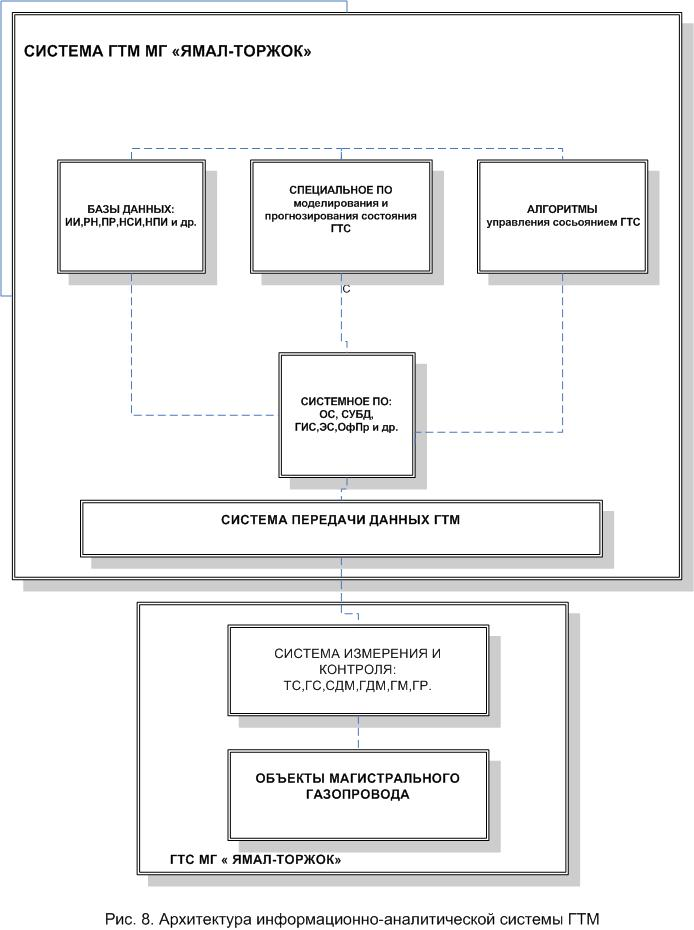 СИСТЕМА ГТМ МГ «ЯМАЛ-ТОРЖОК»
БАЗЫ ДАННЫХ:
ИИ,РН,ПР,НСИ,НПИ и др.
СПЕЦИАЛЬНОЕ ПО
моделирования и
прогнозирования состояния
ГТС
АЛГОРИТМЫ
управления сосьоянием ГТС
С
СИСТЕМНОЕ ПО:
ОС, СУБД,
ГИС,ЭС,ОфПр и др.
СИСТЕМА ПЕРЕДАЧИ ДАННЫХ ГТМ
СИСТЕМА ИЗМЕРЕНИЯ И
КОНТРОЛЯ:
ТС,ГС,СДМ,ГДМ,ГМ,ГР.
ОБЪЕКТЫ МАГИСТРАЛЬНОГО
ГАЗОПРОВОДА
ГТС МГ « ЯМАЛ-ТОРЖОК»
Рис. 8. Архитектура информационно-аналитической системы ГТМ